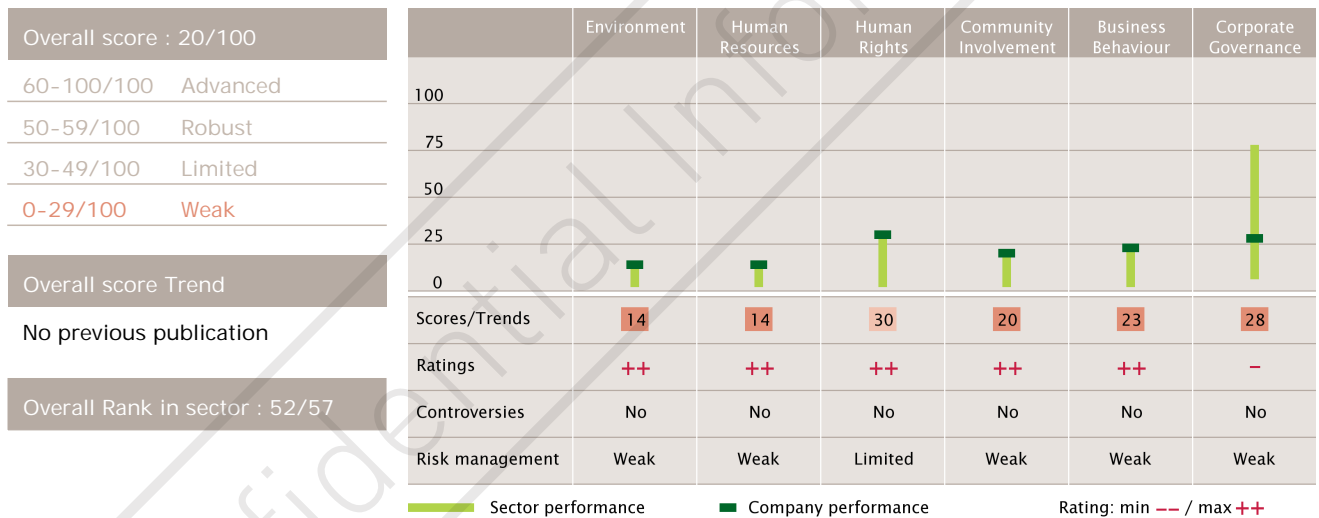 Overall score : 20/100
60-100/100 Advanced
50-59/100 Robust
30-49/100 Limited
0-29/100 Weak
Overall score Trend
No previous publication
Overall Rank in sector : 52/57
Environment Human Resources Human Rights Community Involvement Business Behaviour Corporate Governance
100
75
50
25
0
Scores/Trends 14 14 30 20 23 28
Ratings ++ ++ ++ ++ ++ -
Controversies No No No No No No
Risk management Weak Weak Limited Weak Weak Weak
Sector performance Company performance Rating: min -- / max ++
fidential Infor